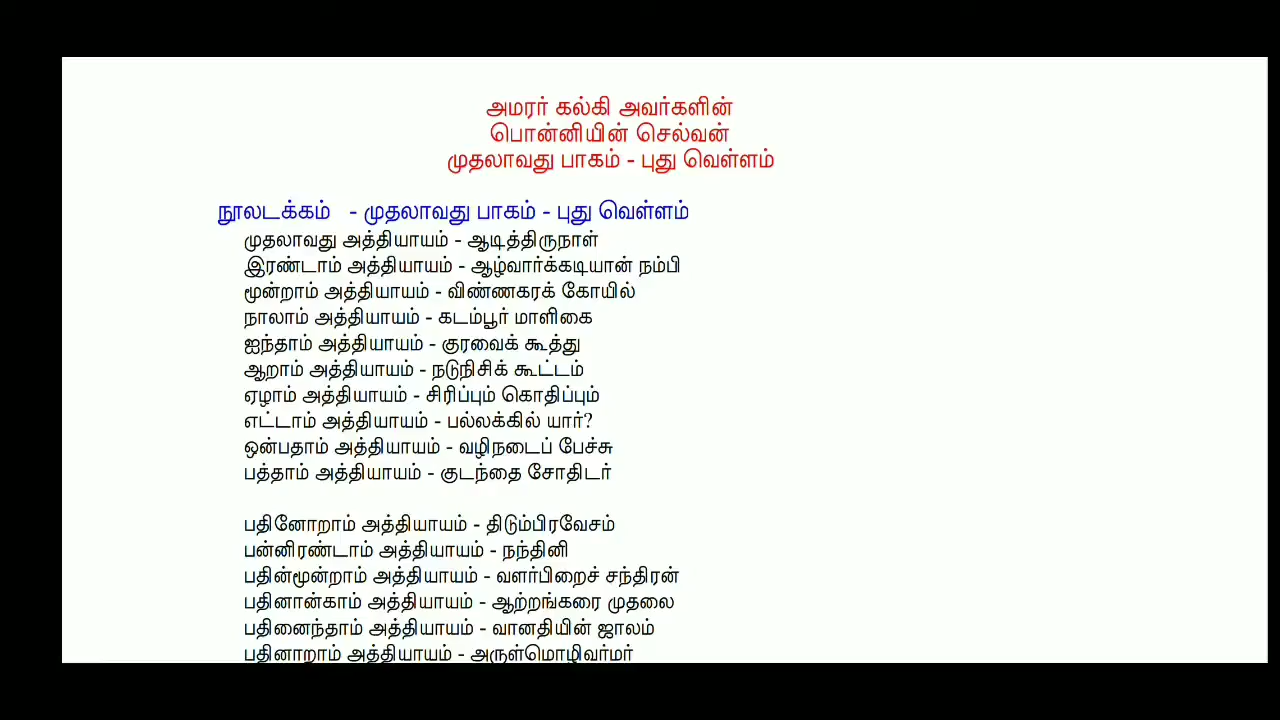 அமரர் கல்கி அவர்களின்
பொன்னியின் செல்வன்
முதலாவது பாகம் - புது வெள்ளம்
நூலடக்கம் - முதலாவது பாகம் - புது வெள்ளம்
முதலாவது அத்தியாயம் - ஆடித்திருநாள்
இரண்டாம் அத்தியாயம் - ஆழ்வார்க்கடியான் நம்பி
மூன்றாம் அத்தியாயம் - விண்ணகரக் கோயில்
நாலாம் அத்தியாயம் - கடம்பூர் மாளிகை
ஐந்தாம் அத்தியாயம் - குரவைக் கூத்து
ஆறாம் அத்தியாயம் - நடுநிசிக் கூட்டம்
ஏழாம் அத்தியாயம் - சிரிப்பும் கொதிப்பும்
எட்டாம் அத்தியாயம் - பல்லக்கில் யார்?
ஒன்பதாம் அத்தியாயம் - வழிநடைப் பேச்சு
பத்தாம் அத்தியாயம் - குடந்தை சோதிடர்
பதினோறாம் அத்தியாயம் - திடும்பிரவேசம்
பன்னிரண்டாம் அத்தியாயம் - நந்தினி
பதின்மூன்றாம் அத்தியாயம் - வளர்பிறைச் சந்திரன்
பதினான்காம் அத்தியாயம் - ஆற்றங்கரை முதலை
பதினைந்தாம் அத்தியாயம் - வானதியின் ஜாலம்
பதினாறாம் அத்தியாயம் - அருள்மொழிவர்மர்